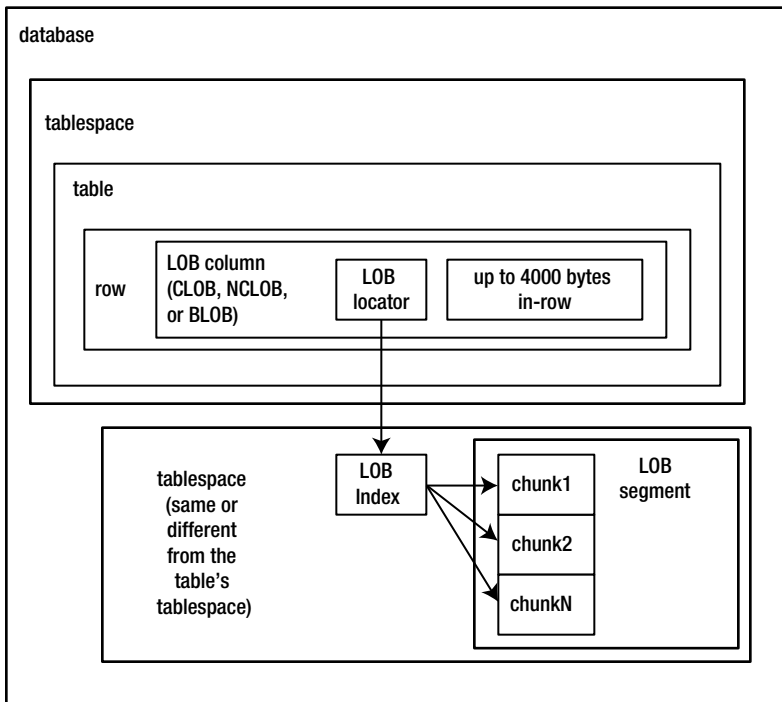 database
tablespace
table
row
LOB column
(CLOB, NCLOB,
or BLOB)
LOB
locator
up to 4000 bytes
in-row
tablespace
(same or
different
from the
table’s
tablespace)
LOB
Index
chunk1
chunk2
chunkN
LOB
segment